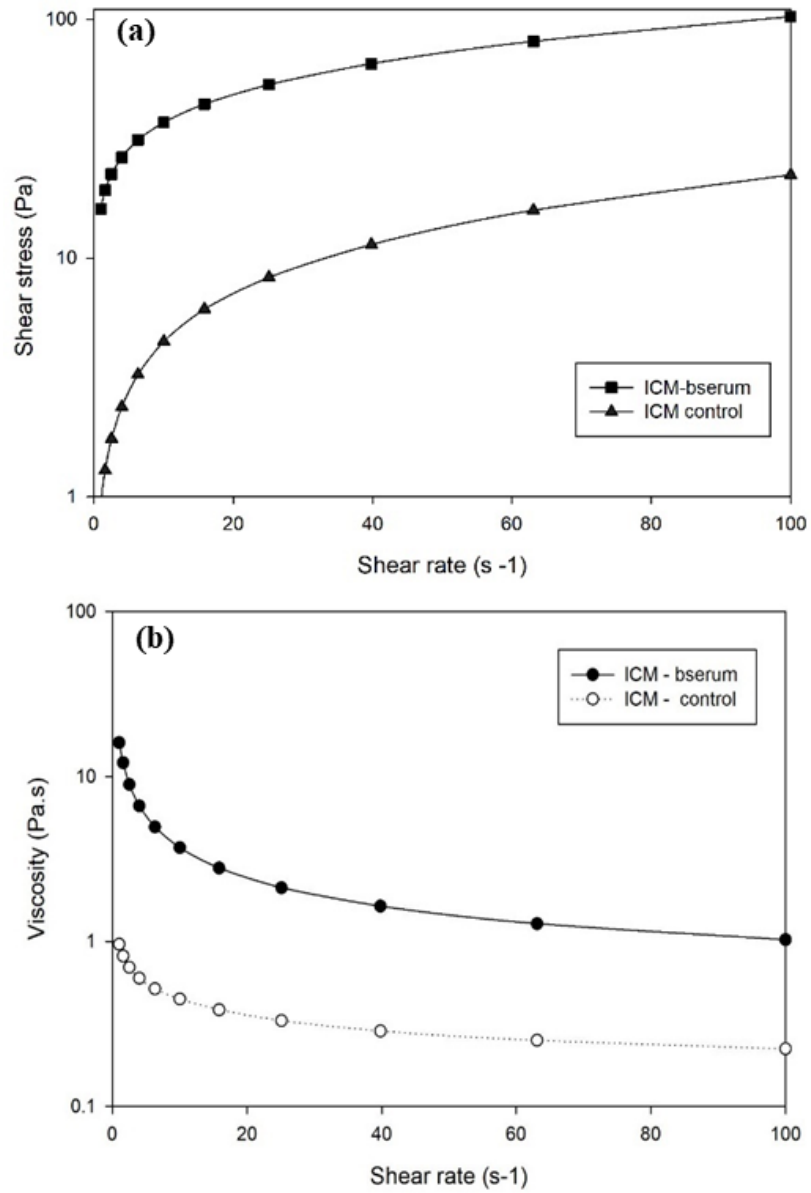 (a)
100
10
1
Shear stress (Pa)
ICM-bserum
ICM control
0 20 40 60 80 100
Shear rate (s -1)
(b)
100
10
1
0.1
Viscosity (Pa.s)
ICM - bserum
ICM - control
0 20 40 60 80 100
Shear rate (s-1)